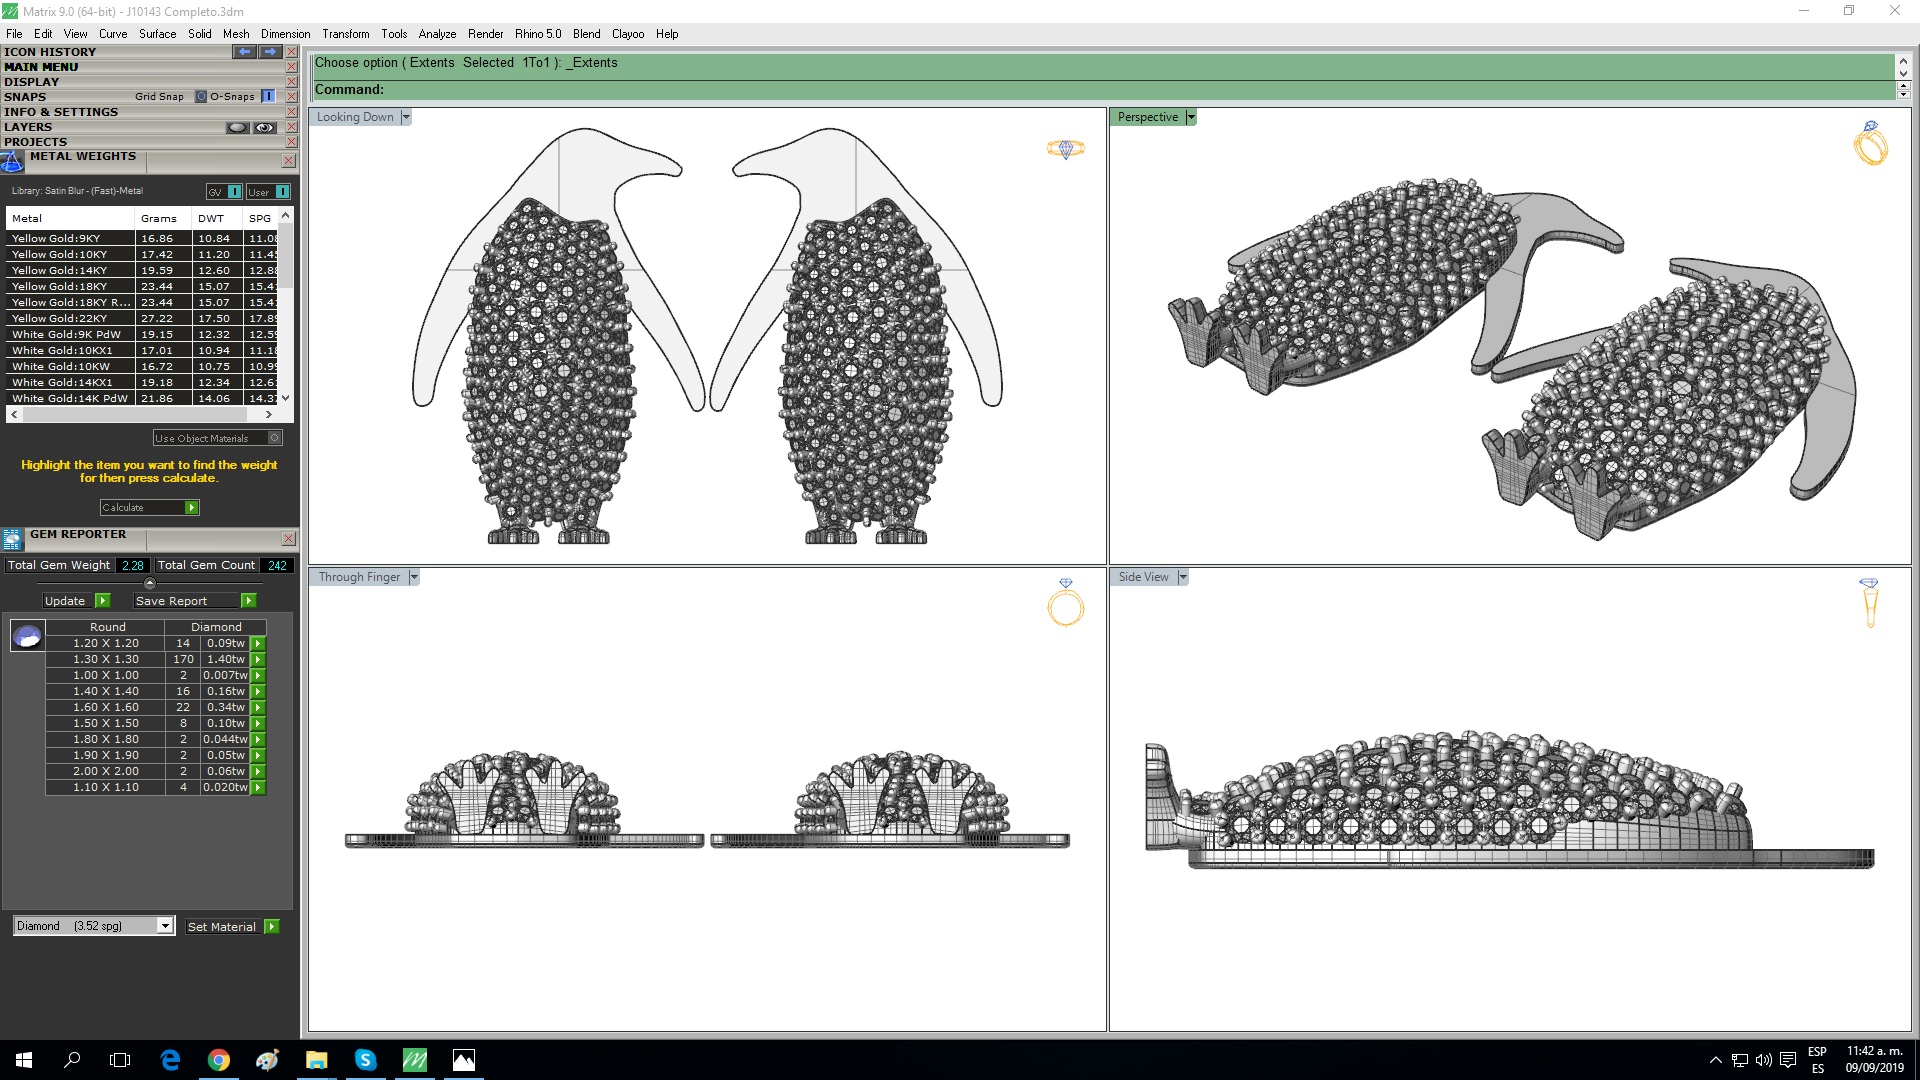 Matrix 9.0 (64-bit) - J10143 Completo.3dm
File Edit View Curve Surface Solid Mesh Dimension Transform Tools Analyze Render Rhino 5.0 Blend Clayoo Help
ICON HISTORY
MAIN MENU
DISPLAY
SNAPS Grid Snap O-Snaps
INFO & SETTINGS
LAYERS
PROJECTS
METAL WEIGHTS
Library: Satin Blur - (Fast)-Metal GV User
Metal Grams DWT SPG
Yellow Gold:9KY 16.86 10.84 11.08
Yellow Gold:10KY 17.42 11.20
Yellow Gold:14KY 19.59 12.60 12.88
Yellow Gold:18KY 23.44 15.07 15.41
Yellow Gold:18KY R... 23.44 15.07 15.41
Yellow Gold:22KY 27.22 17.50 17.89
White Gold:9K PdW 19.15 12.32 12.59
White Gold:10KX1 17.01 10.94 11.18
White Gold:10KW 16.72 10.75 10.99
White Gold:14KX1 19.18 12.34 12.61
White Gold:14K PdW 21.86 14.06 14.37
Use Object Materials
Highlight the item you want to find the weight
for then press calculate.
Calculate
GEM REPORTER
Total Gem Weight 2.28 Total Gem Count 242
Update Save Report
Round Diamond
1.20 X 1.20 14 0.09tw
1.30 X 1.30 170 1.40tw
1.00 X 1.00 2 0.007tw
1.40 X 1.40 16 0.16tw
1.60 X 1.60 22 0.34tw
1.50 X 1.50 8 0.10tw
1.80 X 1.80 2 0.044tw
1.90 X 1.90 2 0.05tw
2.00 X 2.00 2 0.06tw
1.10 X 1.10 4 0.020tw
Diamond (3.52 spg) Set Material
Choose option ( Extents Selected 1To1 ): _Extents
Command:
Looking Down
Perspective
Through Finger
Side View
ESP
ES
11:42 a. m.
09/09/2019